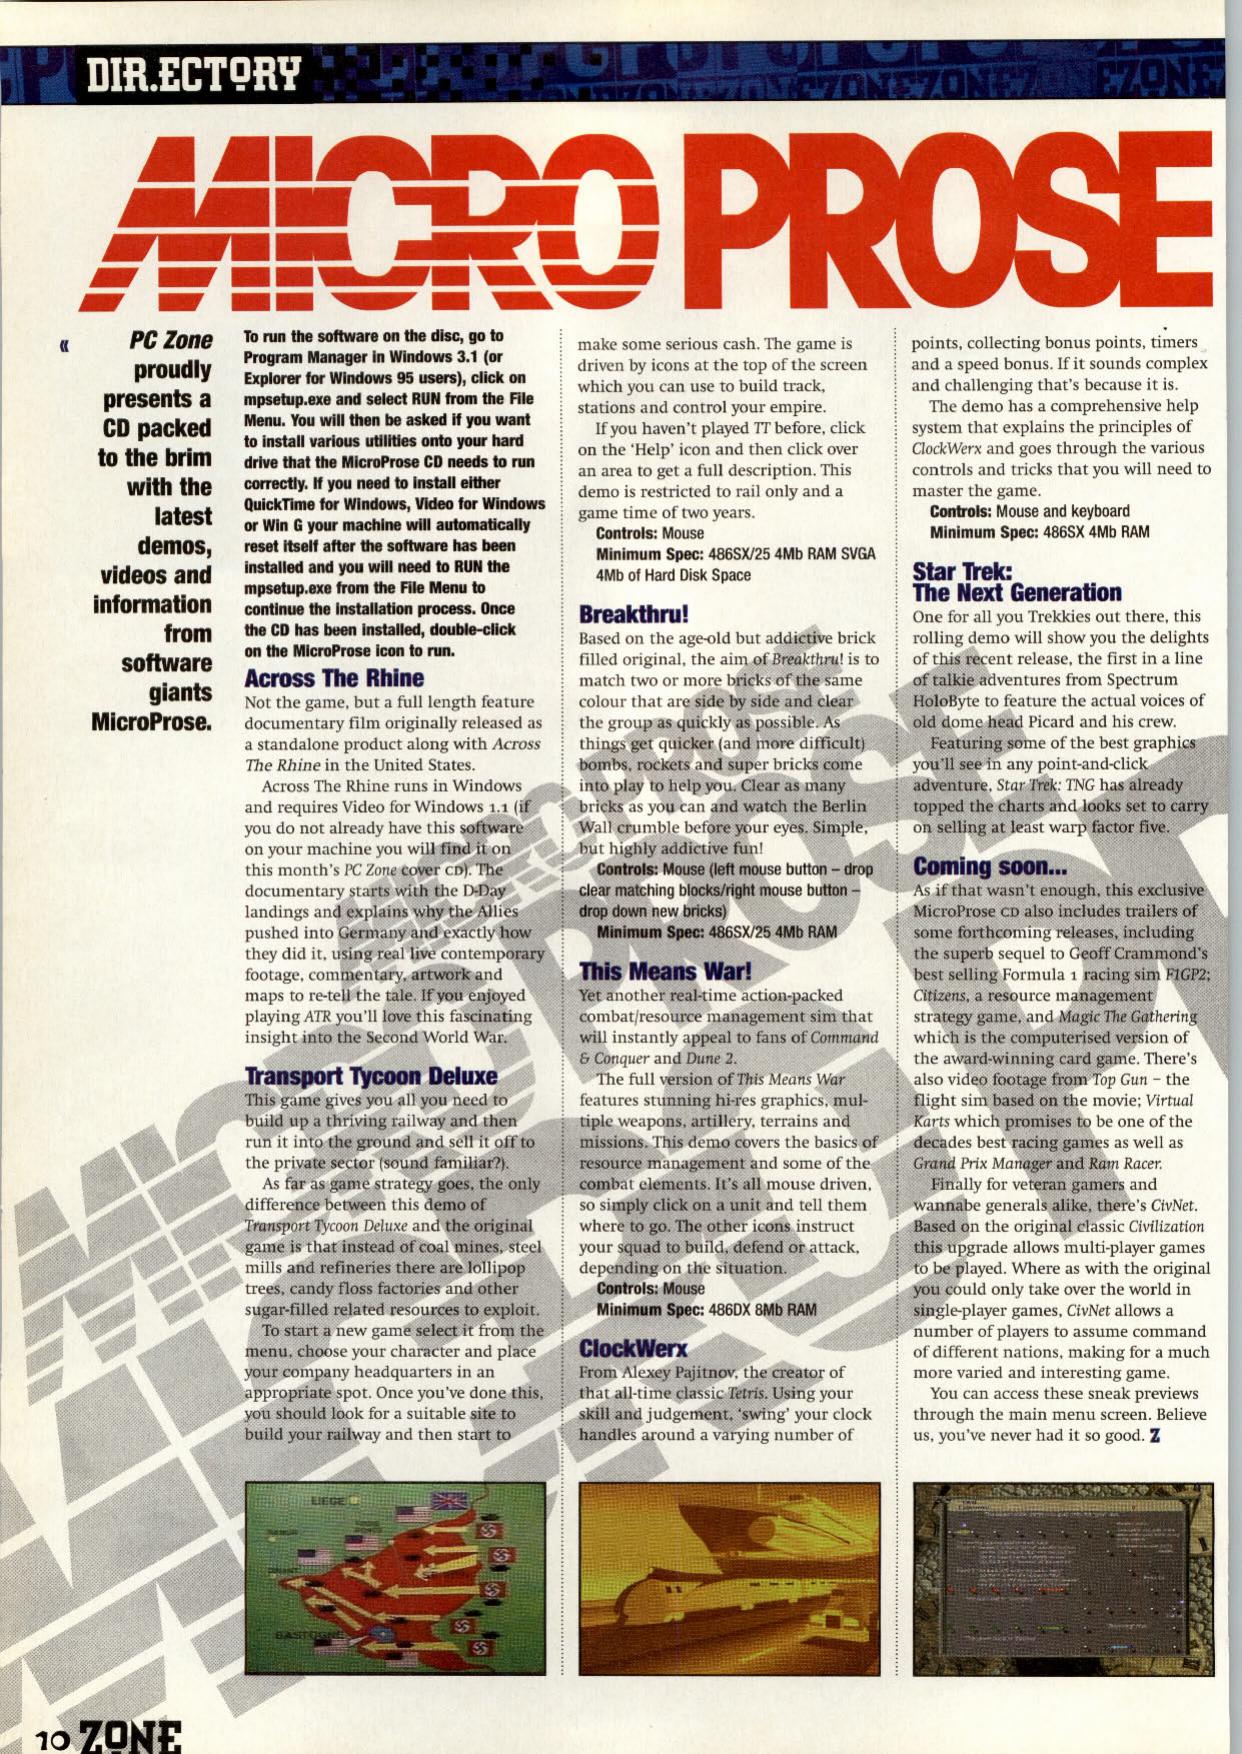 DIR.ECTORY
MICRO PROSE
«
PC Zone
proudly
presents a
CD packed
to the brim
with the
latest
demos,
videos and
information
from
software
giants
MicroProse.
To run the software on the disc, go to
Program Manager in Windows 3.1 (or
Explorer for Windows 95 users), click on
mpsetup.exe and select RUN from the File
Menu. You will then be asked if you want
to install various utilities onto your hard
drive that the MicroProse CD needs to run
correctly. If you need to install either
QuickTime for Windows, Video for Windows
or Win G your machine will automatically
reset itself after the software has been
installed and you will need to RUN the
mpsetup.exe from the File Menu to
continue the installation process. Once
the CD has been installed, double-click
on the MicroProse icon to run.
Across The Rhine
Not the game, but a full length feature
documentary film originally released as
a standalone product along with Across
The Rhine in the United States.
Across The Rhine runs in Windows
and requires Video for Windows 1.1 (if
you do not already have this software
on your machine you will find it on
this month's PC Zone cover CD). The
documentary starts with the D-Day
landings and explains why the Allies
pushed into Germany and exactly how
they did it, using real live contemporary
footage, commentary, artwork and
maps to re-tell the tale. If you enjoyed
playing ATR you'll love this fascinating
insight into the Second World War.
Transport Tycoon Deluxe
This game gives you all you need to
build up a thriving railway and then
run it into the ground and sell it off to
the private sector (sound familiar?).
As far as game strategy goes, the only
difference between this demo of
Transport Tycoon Deluxe and the original
game is that instead of coal mines, steel
mills and refineries there are lollipop
trees, candy floss factories and other
sugar-filled related resources to exploit.
To start a new game select it from the
menu, choose your character and place
your company headquarters in an
appropriate spot. Once you've done this,
you should look for a suitable site to
build your railway and then start to
make some serious cash. The game is
driven by icons at the top of the screen
which you can use to build track,
stations and control your empire.
If you haven't played TT before, click
on the 'Help' icon and then click over
an area to get a full description. This
demo is restricted to rail only and a
game time of two years.
Controls: Mouse
Minimum Spec: 486SX/25 4Mb RAM SVGA
4Mb of Hard Disk Space
Breakthru!
Based on the age-old but addictive brick
filled original, the aim of Breakthru! is to
match two or more bricks of the same
colour that are side by side and clear
the group as quickly as possible. As
things get quicker (and more difficult)
bombs, rockets and super bricks come
into play to help you. Clear as many
bricks as you can and watch the Berlin
Wall crumble before your eyes. Simple,
but highly addictive fun!
Controls: Mouse (left mouse button – drop
clear matching blocks/right mouse button –
drop down new bricks)
Minimum Spec: 486SX/25 4Mb RAM
This Means War!
Yet another real-time action-packed
combat/resource management sim that
will instantly appeal to fans of Command
& Conquer and Dune 2.
The full version of This Means War
features stunning hi-res graphics, mul-
tiple weapons, artillery, terrains and
missions. This demo covers the basics of
resource management and some of the
combat elements. It's all mouse driven,
so simply click on a unit and tell them
where to go. The other icons instruct
your squad to build, defend or attack,
depending on the situation.
Controls: Mouse
Minimum Spec: 486DX 8Mb RAM
ClockWerx
From Alexey Pajitnov, the creator of
that all-time classic Tetris. Using your
skill and judgement, 'swing' your clock
handles around a varying number of
points, collecting bonus points, timers
and a speed bonus. If it sounds complex
and challenging that's because it is.
The demo has a comprehensive help
system that explains the principles of
ClockWerx and goes through the various
controls and tricks that you will need to
master the game.
Controls: Mouse and keyboard
Minimum Spec: 486SX 4Mb RAM
Star Trek:
The Next Generation
One for all you Trekkies out there, this
rolling demo will show you the delights
of this recent release, the first in a line
of talkie adventures from Spectrum
HoloByte to feature the actual voices of
old dome head Picard and his crew.
Featuring some of the best graphics
you'll see in any point-and-click
adventure, Star Trek: TNG has already
topped the charts and looks set to carry
on selling at least warp factor five.
Coming soon...
As if that wasn't enough, this exclusive
MicroProse CD also includes trailers of
some forthcoming releases, including
the superb sequel to Geoff Crammond's
best selling Formula 1 racing sim F1GP2;
Citizens, a resource management
strategy game, and Magic The Gathering
which is the computerised version of
the award-winning card game. There's
also video footage from Top Gun – the
flight sim based on the movie; Virtual
Karts which promises to be one of the
decades best racing games as well as
Grand Prix Manager and Ram Racer.
Finally for veteran gamers and
wannabe generals alike, there's CivNet.
Based on the original classic Civilization
this upgrade allows multi-player games
to be played. Where as with the original
you could only take over the world in
single-player games, CivNet allows a
number of players to assume command
of different nations, making for a much
more varied and interesting game.
You can access these sneak previews
through the main menu screen. Believe
us, you've never had it so good. Z
LIEGE
BASTOGNE
10 ZONE